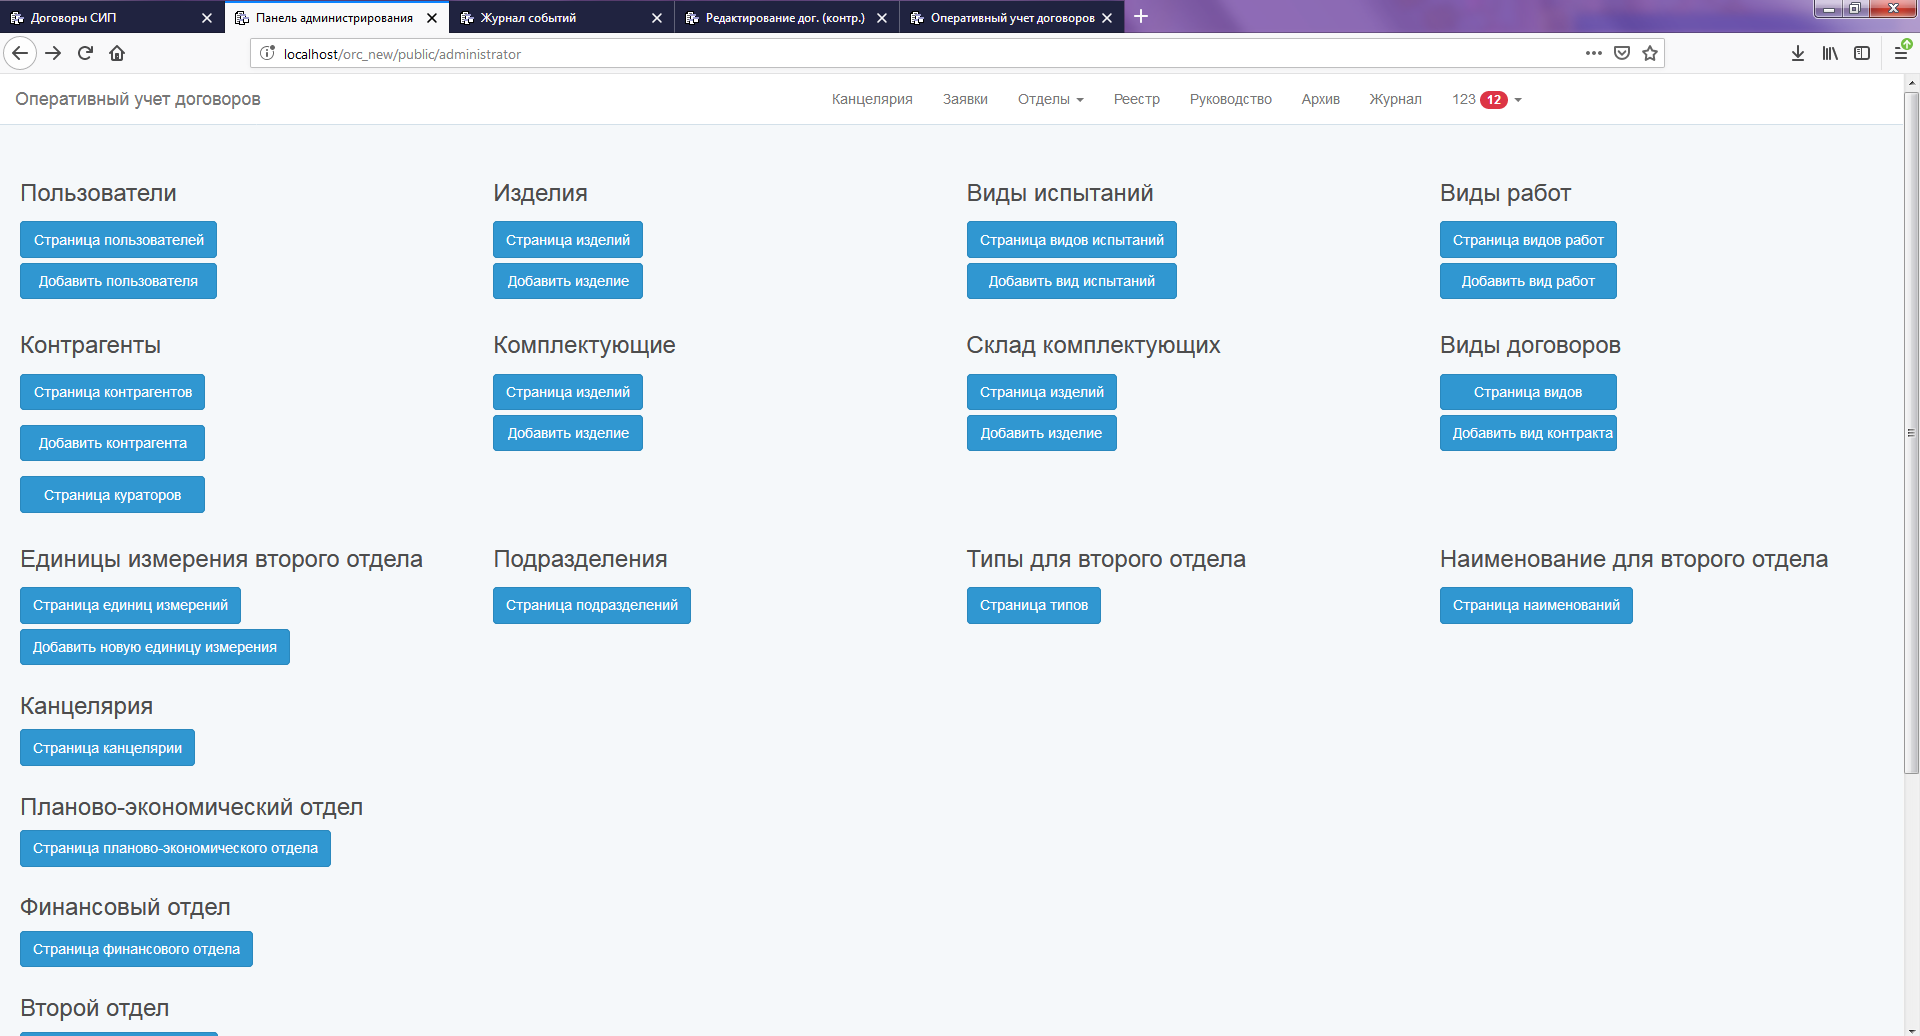 Договоры СИП
Панель администрирования
Журнал событий
Редактирование дог. (контр.)
Оперативный учет договоров
localhost/orc_new/public/administrator
Оперативный учет договоров
Канцелярия
Заявки
Отделы
Реестр
Руководство
Архив
Журнал
123 12
Пользователи
Страница пользователей
Добавить пользователя
Изделия
Страница изделий
Добавить изделие
Виды испытаний
Страница видов испытаний
Добавить вид испытаний
Виды работ
Страница видов работ
Добавить вид работ
Контрагенты
Страница контрагентов
Добавить контрагента
Страница кураторов
Комплектующие
Страница изделий
Добавить изделие
Склад комплектующих
Страница изделий
Добавить изделие
Виды договоров
Страница видов
Добавить вид контракта
Единицы измерения второго отдела
Страница единиц измерений
Добавить новую единицу измерения
Подразделения
Страница подразделений
Типы для второго отдела
Страница типов
Наименование для второго отдела
Страница наименований
Канцелярия
Страница канцелярии
Планово-экономический отдел
Страница планово-экономического отдела
Финансовый отдел
Страница финансового отдела
Второй отдел